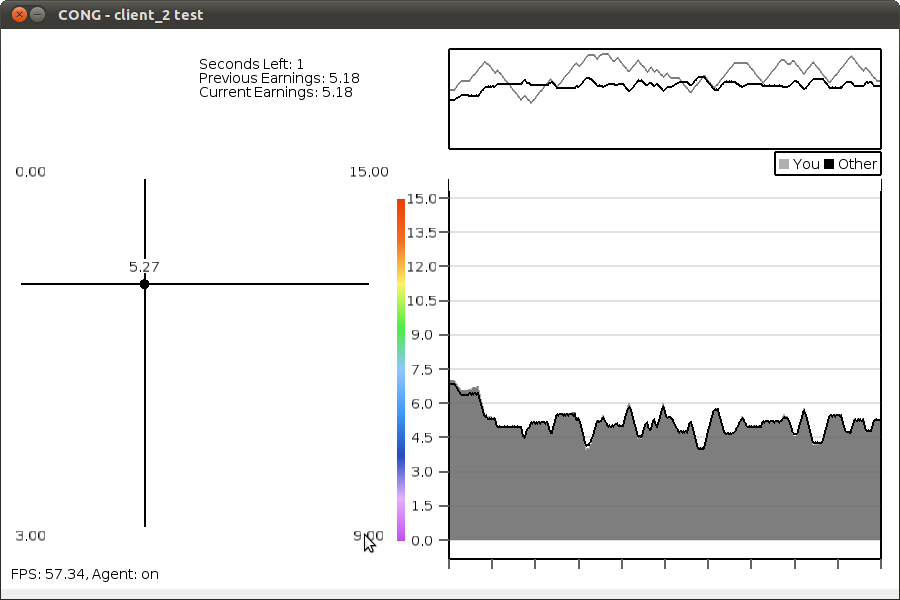 CONG - client_2 test
Seconds Left: 1
Previous Earnings: 5.18
Current Earnings: 5.18
You Other
0.00 15.00
5.27
3.00 9.00
15.0
13.5
12.0
10.5
9.0
7.5
6.0
4.5
3.0
1.5
0.0
FPS: 57.34, Agent: on